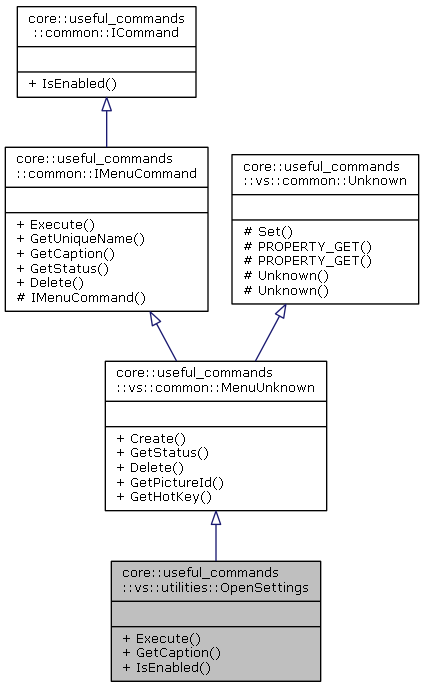 core::useful_commands
::common::ICommand
+ IsEnabled()
core::useful_commands
::common::IMenuCommand
+ Execute()
+ GetUniqueName()
+ GetCaption()
+ GetStatus()
+ Delete()
# IMenuCommand()
core::useful_commands
::vs::common::Unknown
# Set()
# PROPERTY_GET()
# PROPERTY_GET()
# Unknown()
# Unknown()
core::useful_commands
::vs::common::MenuUnknown
+ Create()
+ GetStatus()
+ Delete()
+ GetPictureId()
+ GetHotKey()
core::useful_commands
::vs::utilities::OpenSettings
+ Execute()
+ GetCaption()
+ IsEnabled()